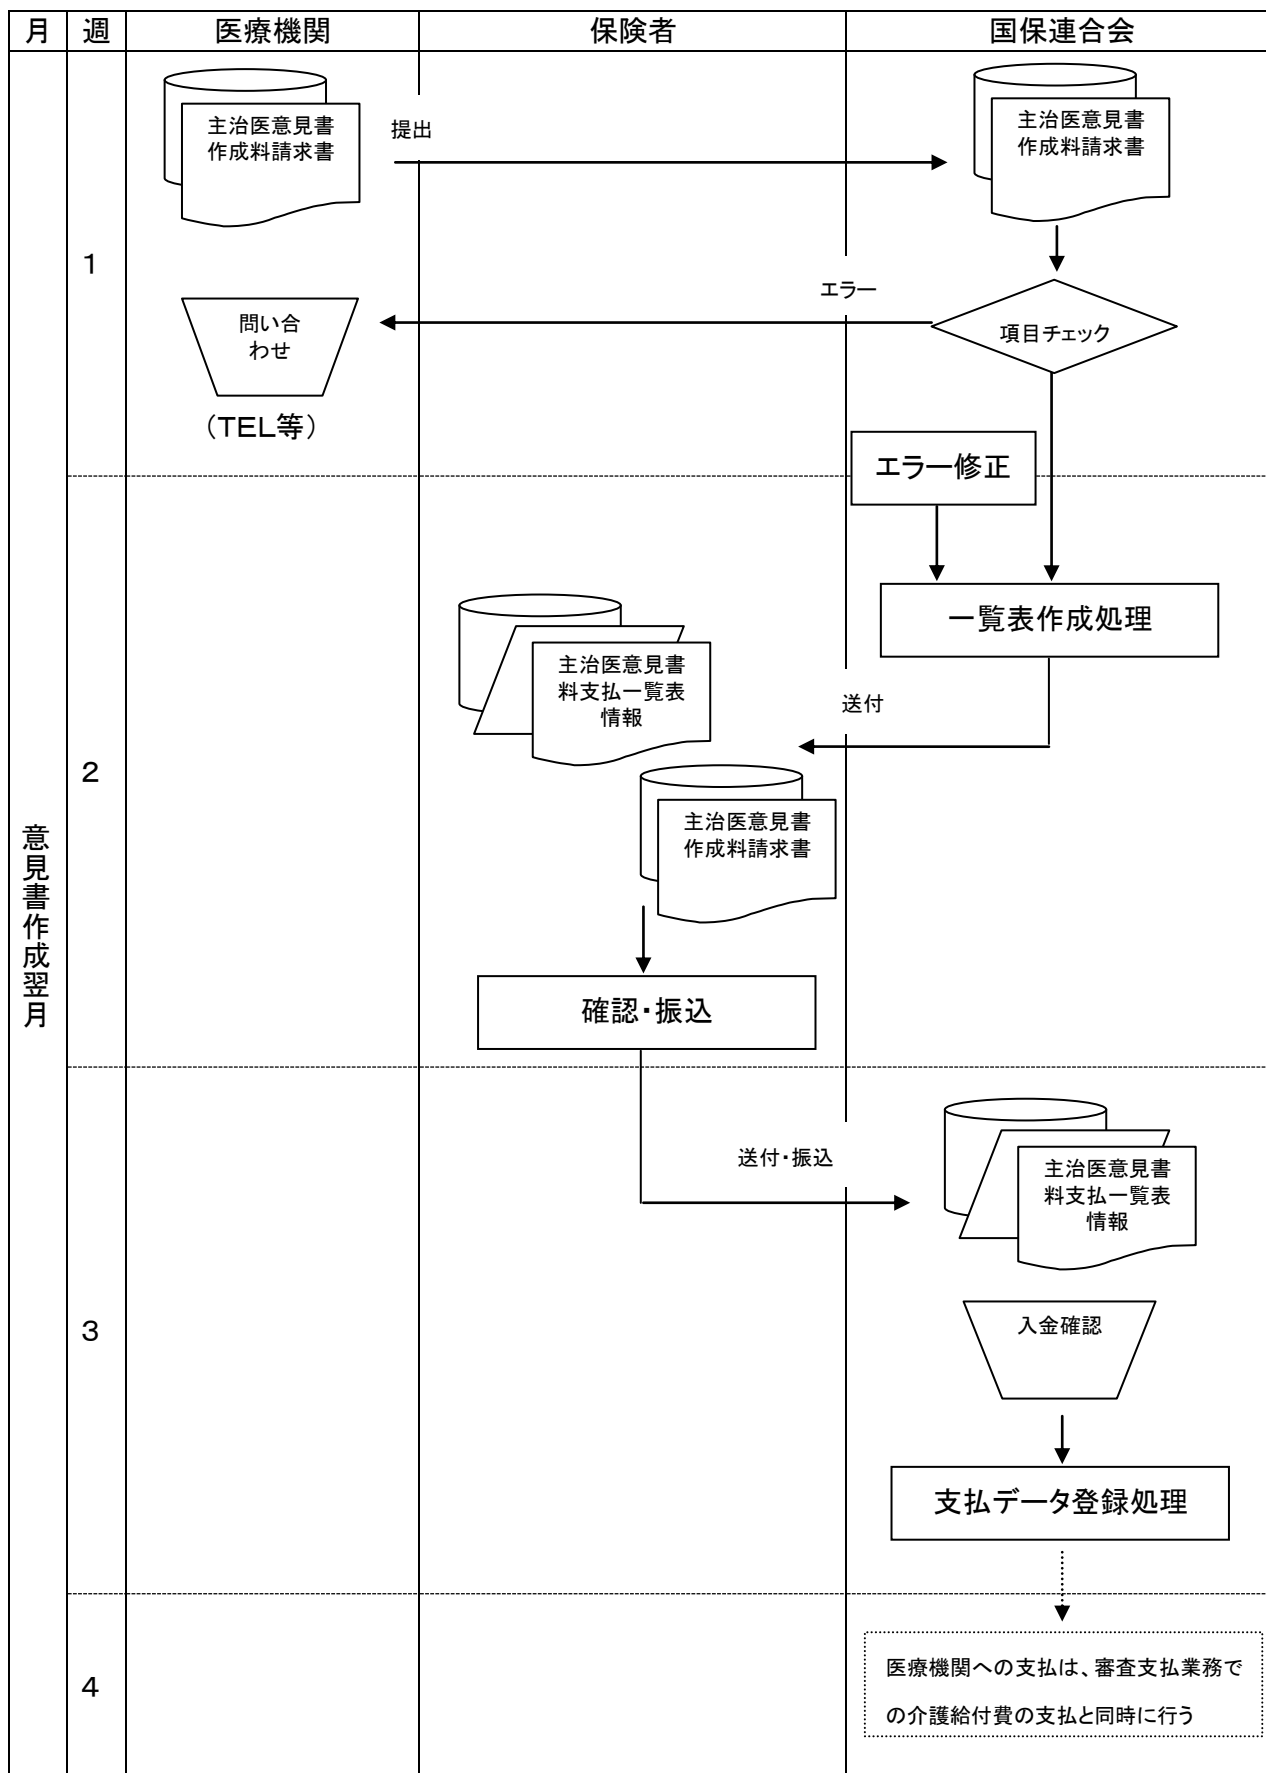 月 週 医療機関 保険者 国保連合会
主治医意見書
作成料請求書
提出
主治医意見書
作成料請求書
1
エラー
項目チェック
問い合
わせ
(TEL等)
エラー修正
一覧表作成処理
送付
主治医意見書
料支払一覧表
情報
2
主治医意見書
作成料請求書
意見書作成翌月
確認・振込
送付・振込
主治医意見書
料支払一覧表
情報
3
入金確認
支払データ登録処理
4
医療機関への支払は、審査支払業務で
の介護給付費の支払と同時に行う